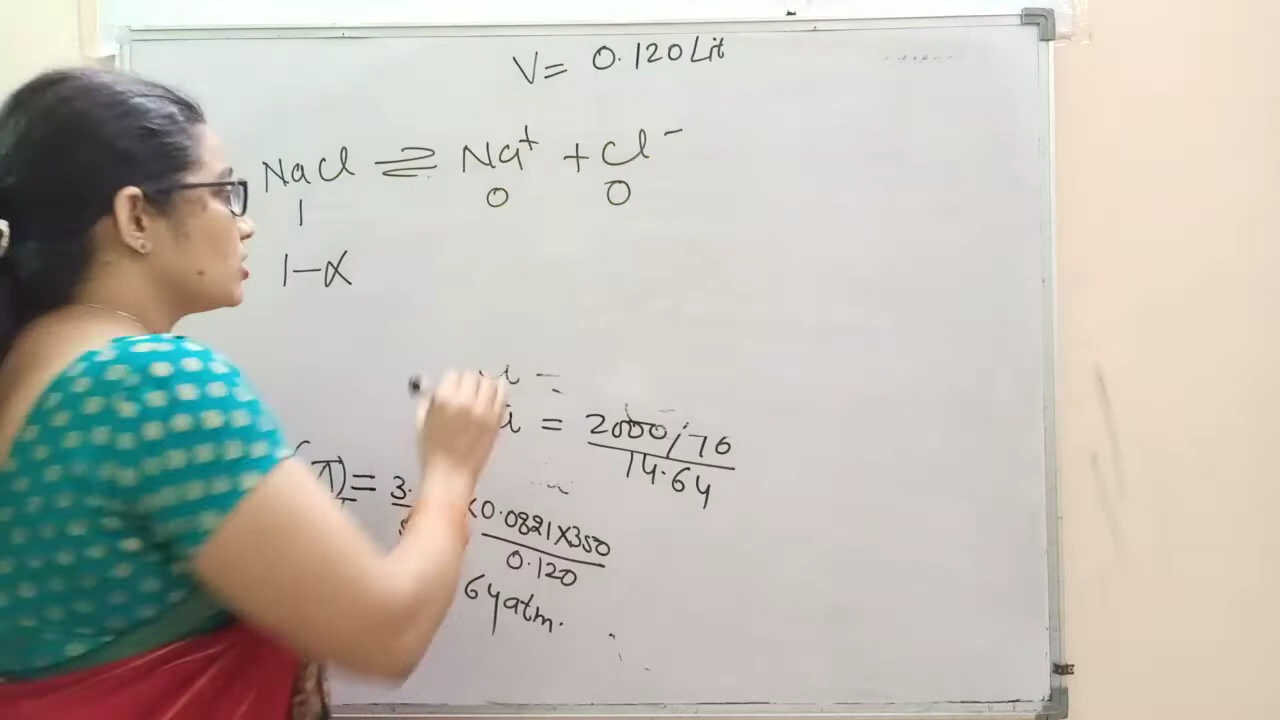 V = 0.120 Lit
NaCl ⇌ Na⁺ + Cl⁻
1 0 0
1-α
i = 2000/76
14.64
π) = 3. ×0.0821×350
0.120
64 atm.